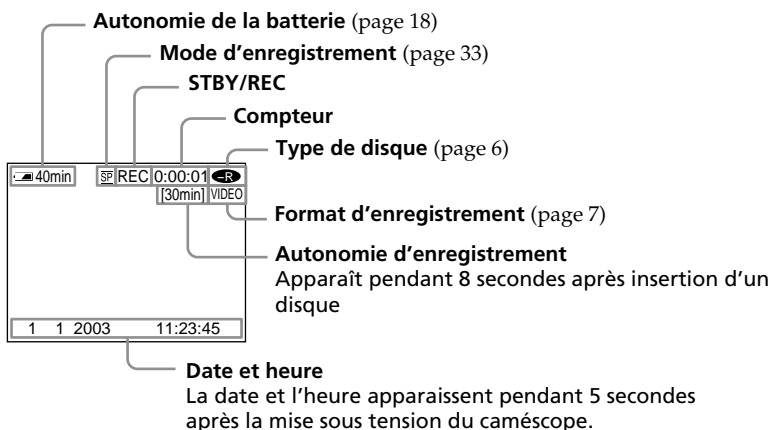 Autonomie de la batterie (page 18)
Mode d'enregistrement (page 33)
STBY/REC
Compteur
Type de disque (page 6)
40min SP REC 0:00:01 -R
[30min] VIDEO
Format d'enregistrement (page 7)
Autonomie d'enregistrement
Apparaît pendant 8 secondes après insertion d'un
disque
1 1 2003 11:23:45
Date et heure
La date et l'heure apparaissent pendant 5 secondes
après la mise sous tension du caméscope.